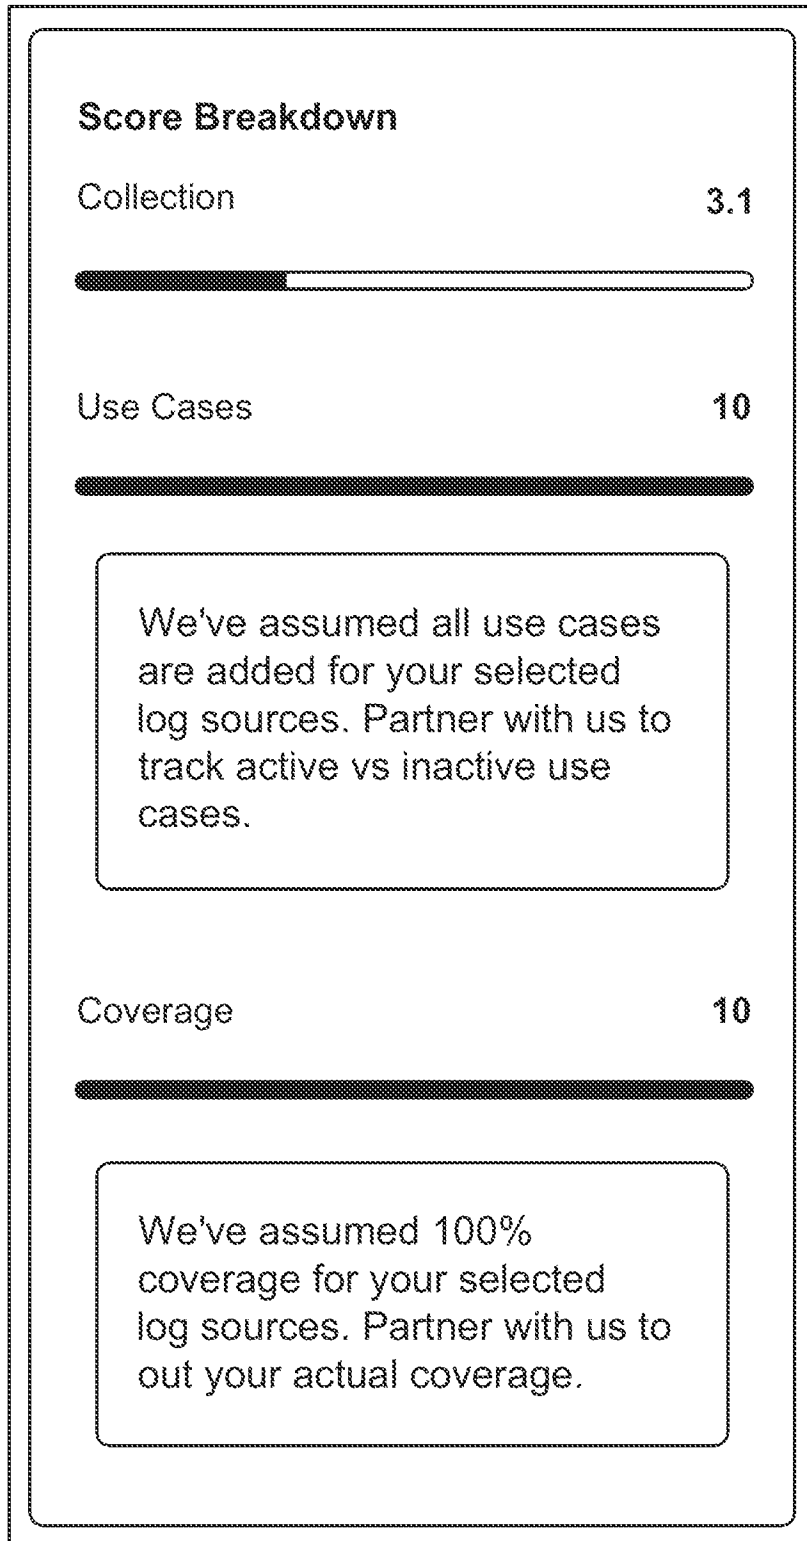 Score Breakdown
Collection 3.1
Use Cases 10
We've assumed all use cases
are added for your selected
log sources. Partner with us to
track active vs inactive use
cases.
Coverage 10
We've assumed 100%
coverage for your selected
log sources. Partner with us to
out your actual coverage.